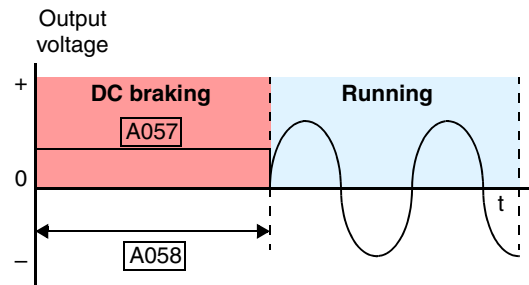 Output
voltage
+
DC braking
Running
A057
0
t
A058
–